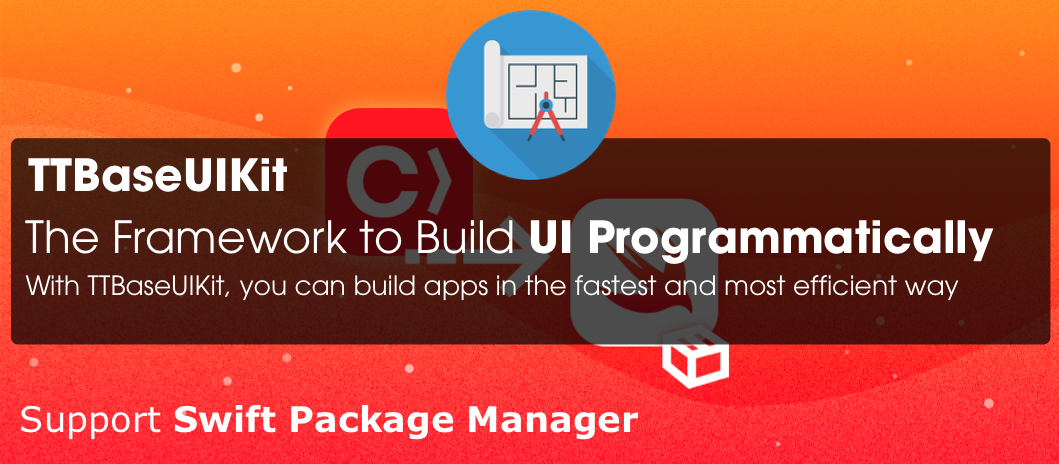 TTBaseUIKit
The Framework to Build UI Programmatically
With TTBaseUIKit, you can build apps in the fastest and most efficient way
Support Swift Package Manager